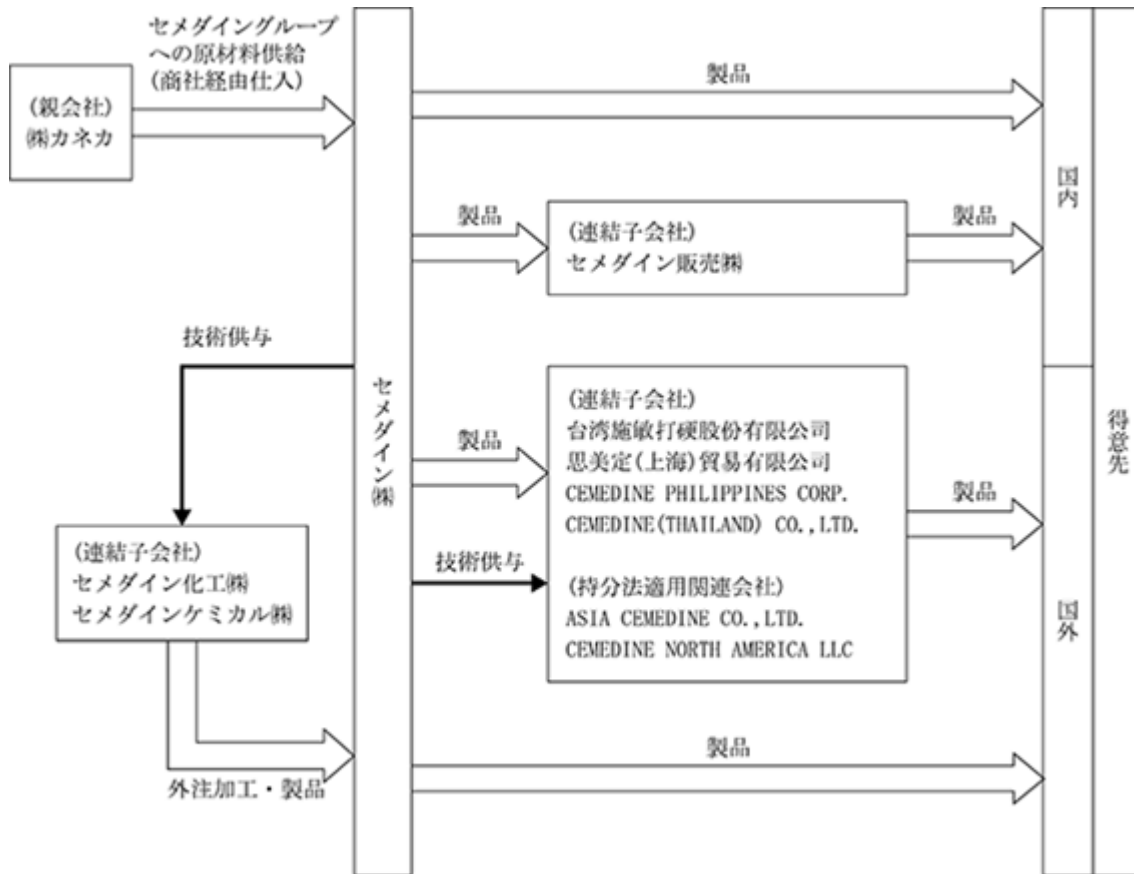 セメダイングループ
への原材料供給
(商社経由仕入)
(親会社)
㈱カネカ
製品
製品
(連結子会社)
セメダイン販売㈱
製品
国内
技術供与
セメダイン㈱
製品
(連結子会社)
台湾施敏打硬股份有限公司
思美定(上海)貿易有限公司
CEMEDINE PHILIPPINES CORP.
CEMEDINE(THAILAND) CO.,LTD.
製品
得意先
(連結子会社)
セメダイン化工㈱
セメダインケミカル㈱
技術供与
(持分法適用関連会社)
ASIA CEMEDINE CO.,LTD.
CEMEDINE NORTH AMERICA LLC
国外
外注加工・製品
製品